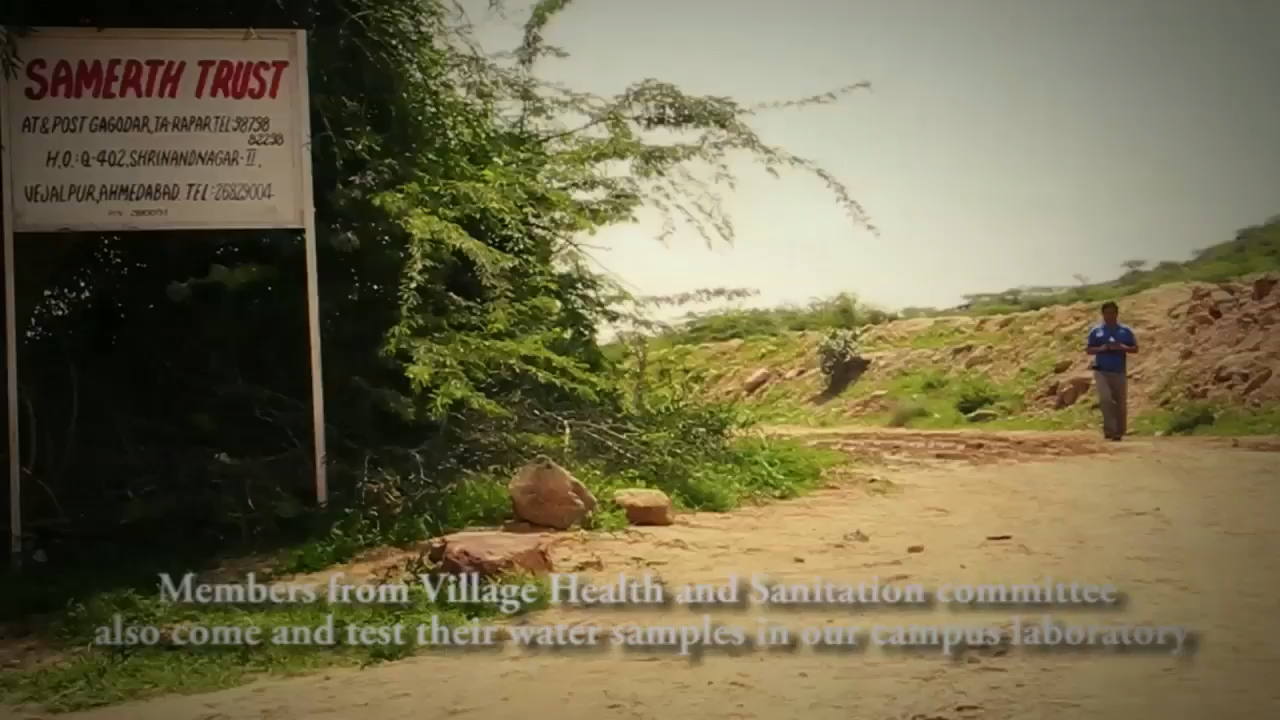 SAMERTH TRUST
AT & POST GAGODAR, TA-RAPAR TEL:98798
82298
H.O.:Q-402, SHRINANDNAGAR-II,
VEJALPUR, AHMEDABAD. TEL:26829004
Members from Village Health and Sanitation committee
also come and test their water samples in our campus laboratory